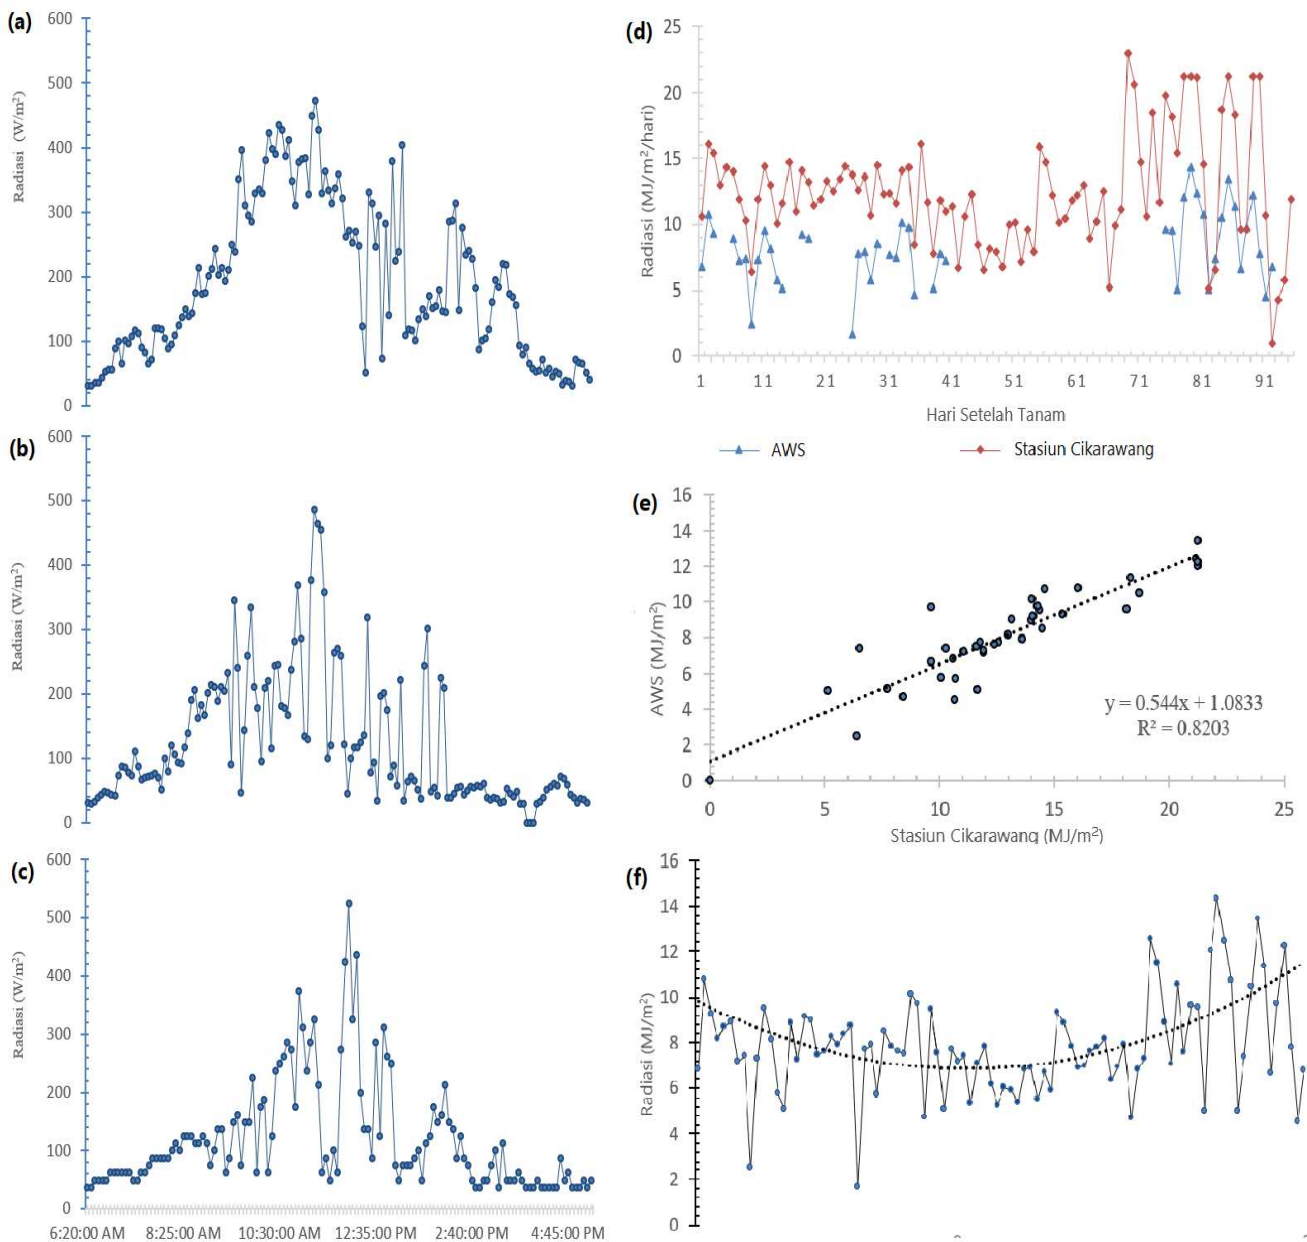 (a)
600
500
400
300
200
100
0
Radiasi (W/m²)
(b)
600
500
400
300
200
100
0
Radiasi (W/m²)
(c)
600
500
400
300
200
100
0
Radiasi (W/m²)
6:20:00 AM 8:25:00 AM 10:30:00 AM 12:35:00 PM 2:40:00 PM 4:45:00 PM
(d)
25
20
15
10
5
0
Radiasi (MJ/m²/hari)
1 11 21 31 41 51 61 71 81 91
Hari Setelah Tanam
AWS Stasiun Cikarawang
(e)
16
14
12
10
8
6
4
2
0
AWS (MJ/m²)
y = 0.544x + 1.0833
R² = 0.8203
0 5 10 15 20 25
Stasiun Cikarawang (MJ/m²)
(f)
16
14
12
10
8
6
4
2
0
Radiasi (MJ/m²)